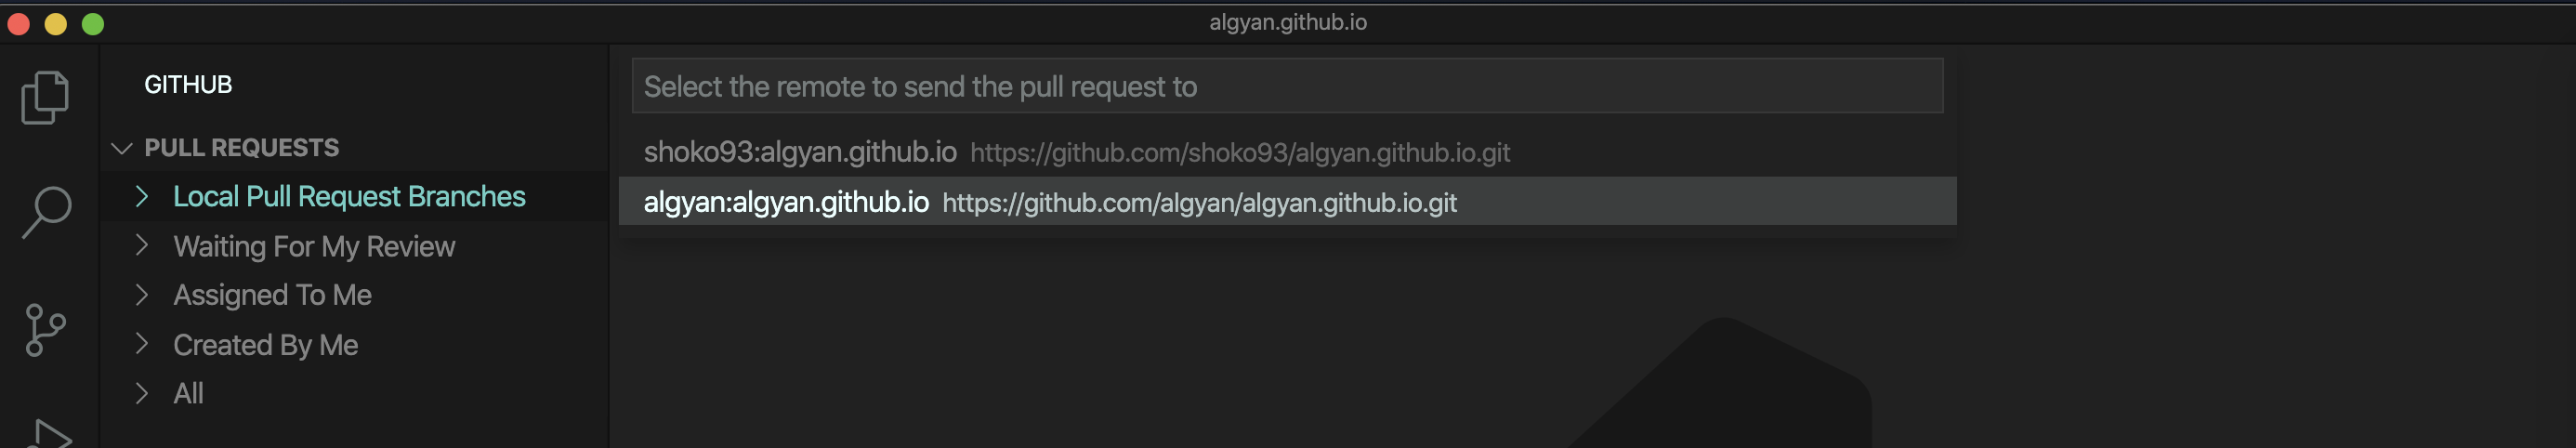 algyan.github.io
GITHUB
PULL REQUESTS
Local Pull Request Branches
Waiting For My Review
Assigned To Me
Created By Me
All
Select the remote to send the pull request to
shoko93:algyan.github.io https://github.com/shoko93/algyan.github.io.git
algyan:algyan.github.io https://github.com/algyan/algyan.github.io.git